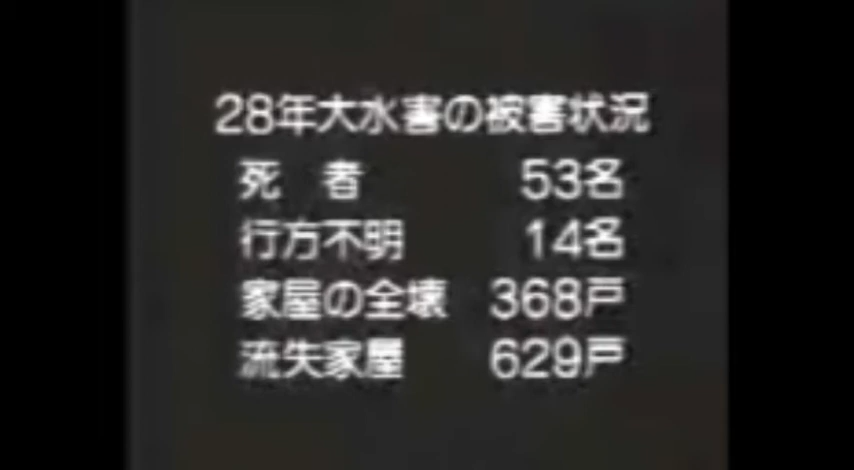 28年大水害の被害状況
死 者 53名
行方不明 14名
家屋の全壊 368戸
流失家屋 629戸